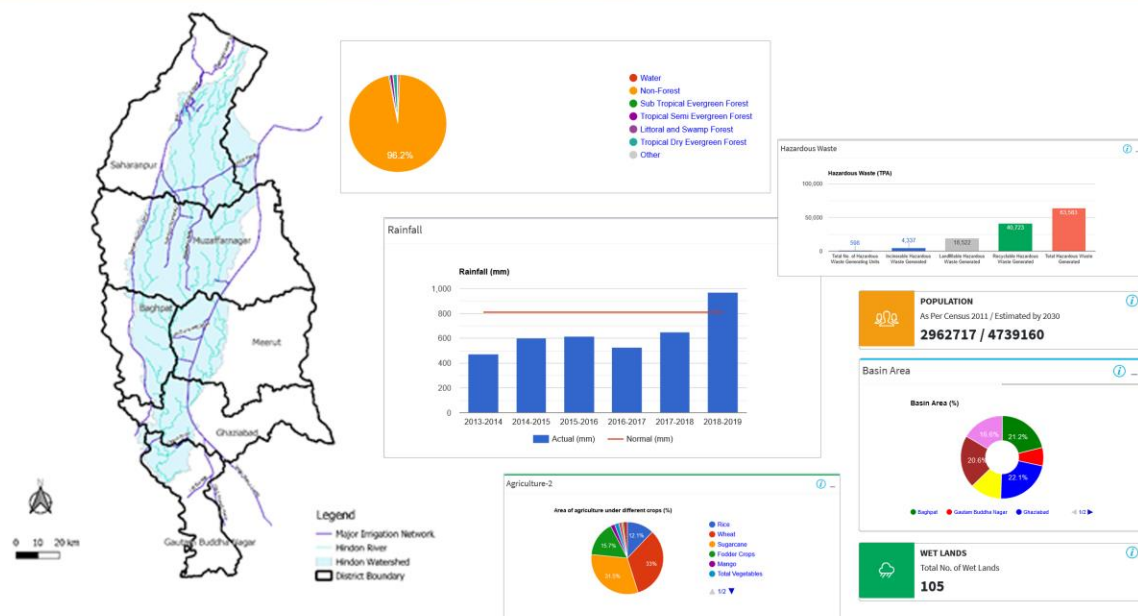 Saharanpur
Muzaffarnagar
Baghpat
Meerut
Ghaziabad
Gautam Buddha Nagar
0 10 20 km
Legend
Major Irrigation Network
Hindon River
Hindon Watershed
District Boundary
96.2%
Water
Non-Forest
Sub Tropical Evergreen Forest
Tropical Semi Evergreen Forest
Littoral and Swamp Forest
Tropical Dry Evergreen Forest
Other
Rainfall
Rainfall (mm)
1,000
800
600
400
200
0
2013-2014 2014-2015 2015-2016 2016-2017 2017-2018 2018-2019
Actual (mm) Normal (mm)
Agriculture-2
Area of agriculture under different crops (%)
12.1%
33%
31.5%
15.7%
Rice
Wheat
Sugarcane
Fodder Crops
Mango
Total Vegetables
1/2
Hazardous Waste
Hazardous Waste (TPA)
100,000
50,000
0
4,337
40,723
Total No. of Hazardous
Waste Generating Units
Incinerable Hazardous
Waste Generated
Landfillable Hazardous
Waste Generated
Recyclable Hazardous
Waste Generated
Total Hazardous Waste
Generated
POPULATION
As Per Census 2011 / Estimated by 2030
2962717 / 4739160
Basin Area
Basin Area (%)
21.2%
22.1%
20.6%
Baghpat Gautam Buddha Nagar Ghaziabad 1/2
WET LANDS
Total No. of Wet Lands
105